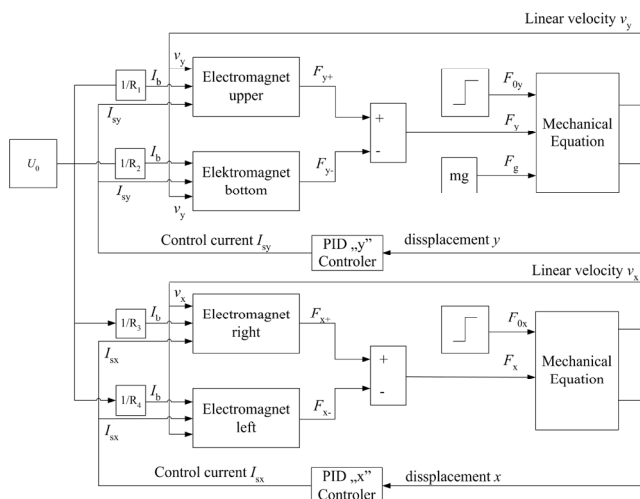 Linear velocity v_y
v_y
I_b
1/R_1
Electromagnet
upper
F_y+
F_0y
I_sy
+
-
F_y
Mechanical
Equation
U_0
1/R_2
I_b
Elektromagnet
bottom
F_y-
mg
F_g
I_sy
v_y
Control current I_sy
PID „y”
Controler
dissplacement y
Linear velocity v_x
v_x
I_b
1/R_3
Electromagnet
right
F_x+
F_0x
I_sx
+
-
F_x
Mechanical
Equation
1/R_4
I_b
Electromagnet
left
F_x-
I_sx
Control current I_sx
PID „x”
Controler
dissplacement x